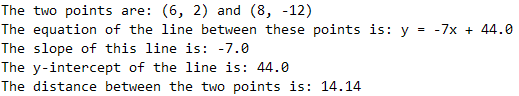 The two points are: (6, 2) and (8, -12)
The equation of the line between these points is: y = -7x + 44.0
The slope of this line is: -7.0
The y-intercept of the line is: 44.0
The distance between the two points is: 14.14